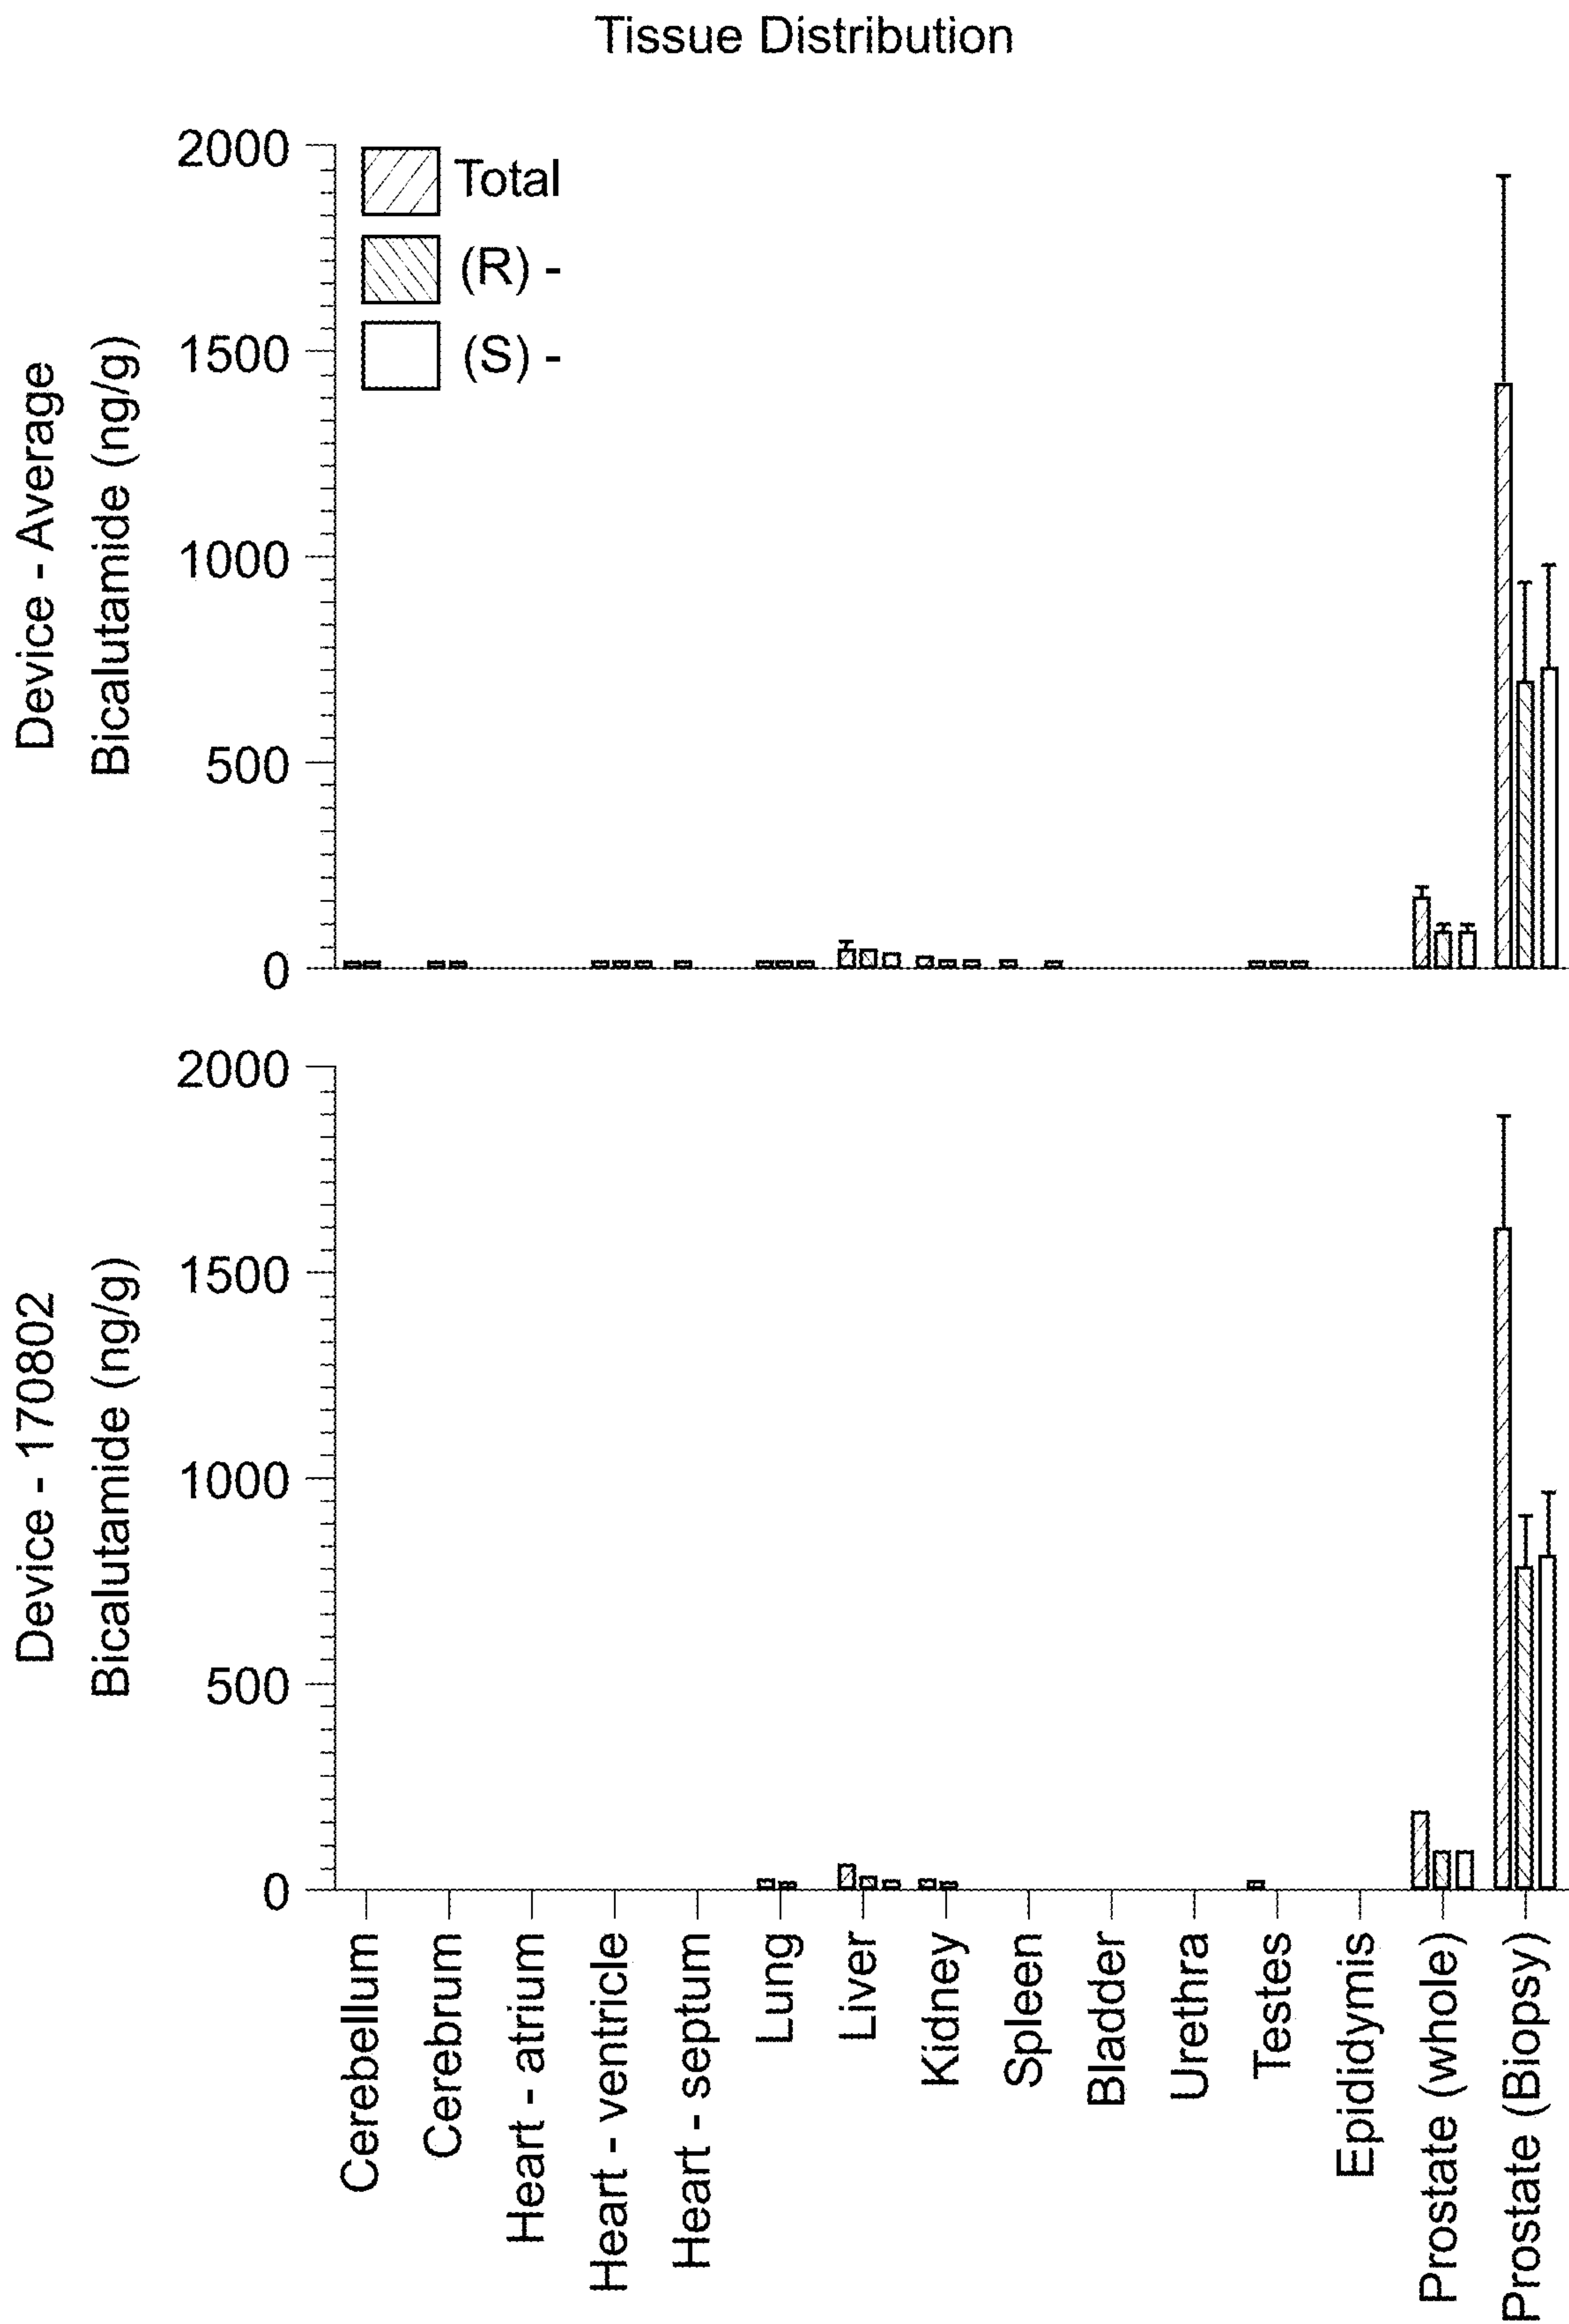 Tissue Distribution
Device - Average
Bicalutamide (ng/g)
2000
1500
1000
500
0
Total
(R) -
(S) -
Device - 170802
Bicalutamide (ng/g)
2000
1500
1000
500
0
Cerebellum
Cerebrum
Heart - atrium
Heart - ventricle
Heart - septum
Lung
Liver
Kidney
Spleen
Bladder
Urethra
Testes
Epididymis
Prostate (whole)
Prostate (Biopsy)